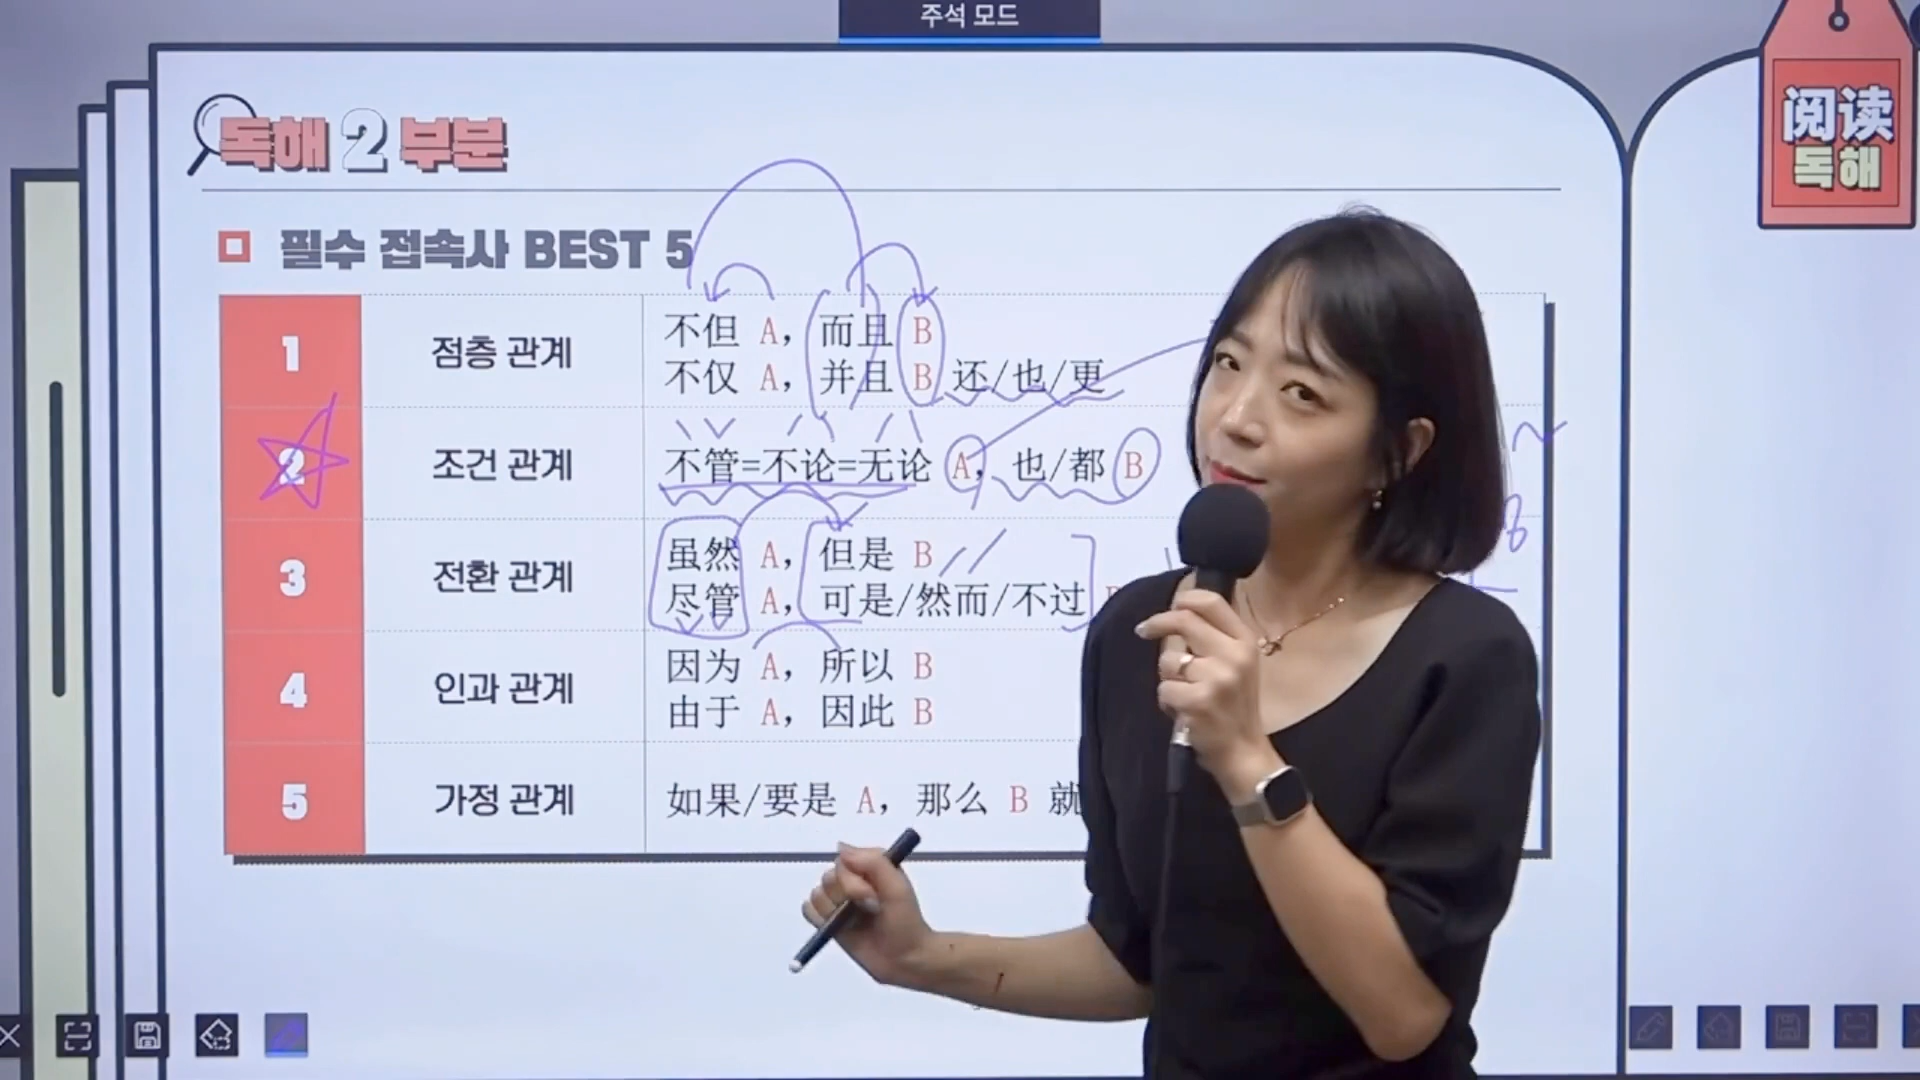 주석 모드
阅读
독해
독해 2 부분
필수 접속사 BEST 5
1 점층 관계 不但 A，而且 B
不仅 A，并且 B 还/也/更
2 조건 관계 不管=不论=无论 A，也/都 B
3 전환 관계 虽然 A，但是 B
尽管 A，可是/然而/不过
4 인과 관계 因为 A，所以 B
由于 A，因此 B
5 가정 관계 如果/要是 A，那么 B 就